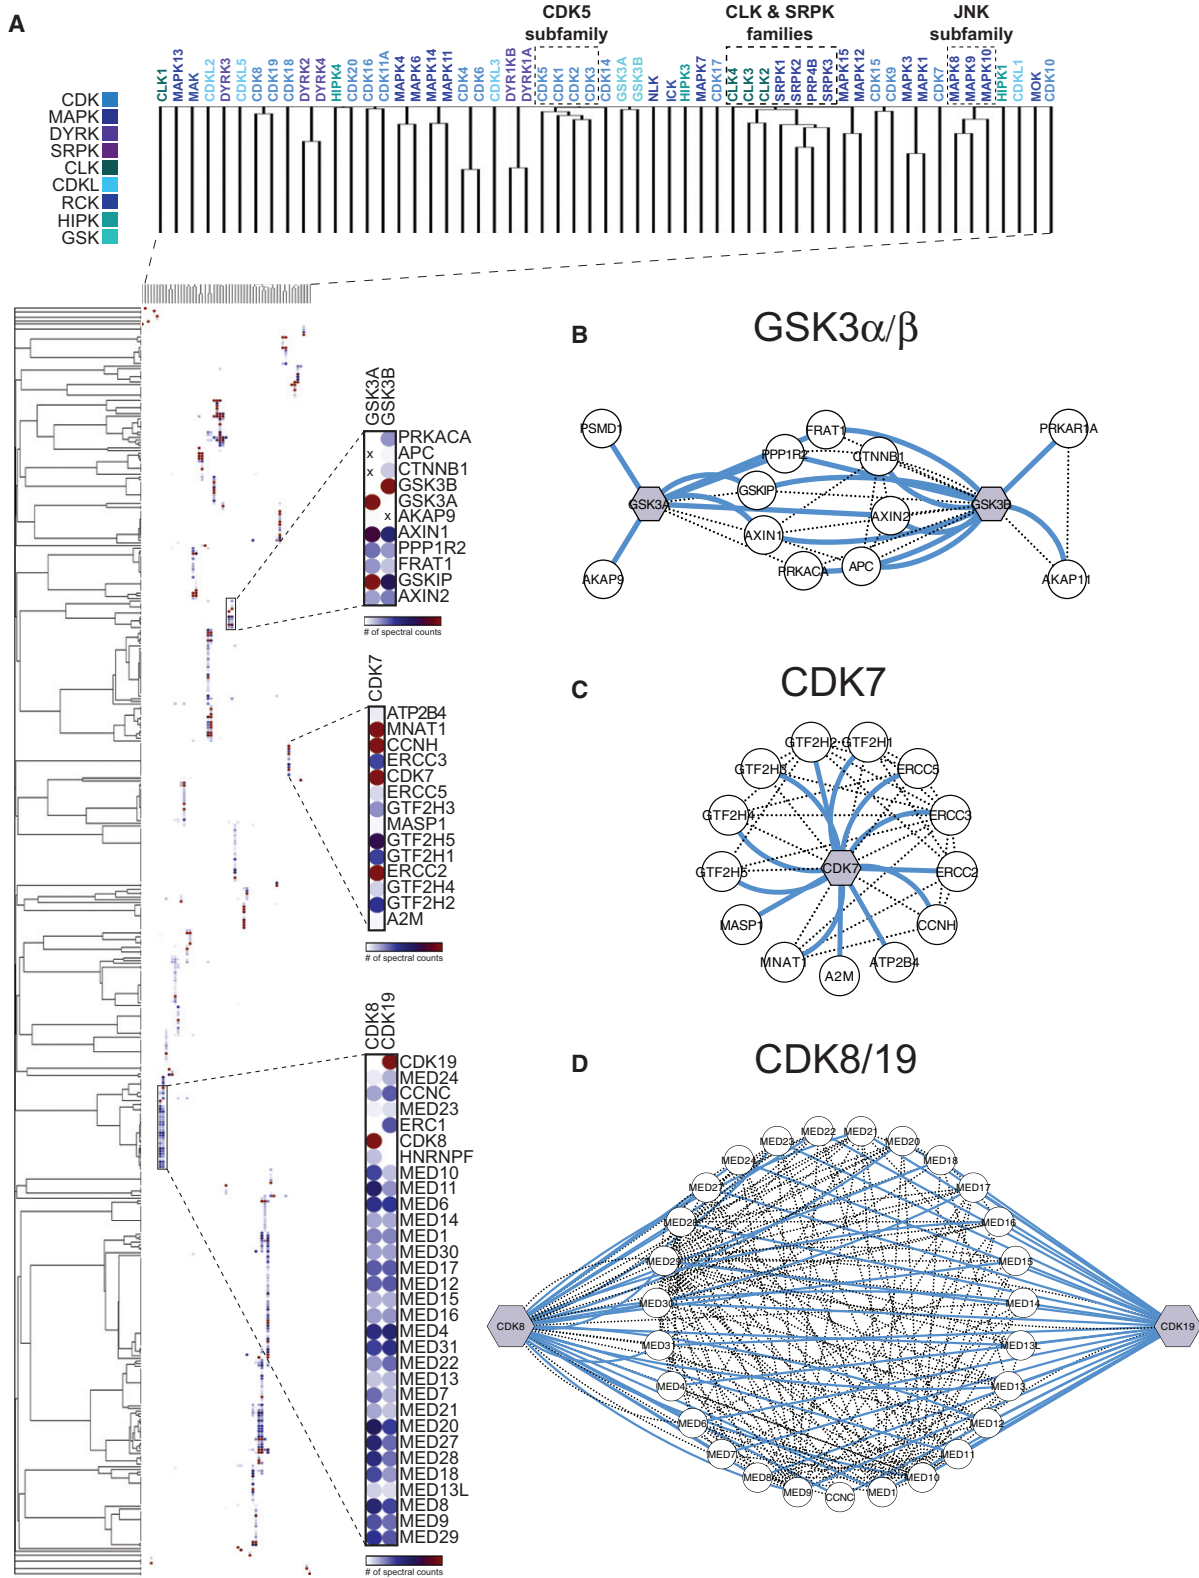 A
CDK5
subfamily
CLK & SRPK
families
JNK
subfamily
CLK1
MAPK13
MAK
CDKL2
DYRK3
CDKL5
CDK8
CDK19
CDK18
DYRK2
DYRK4
HIPK4
CDK20
CDK16
CDK11A
MAPK4
MAPK6
MAPK14
MAPK11
CDK4
CDK6
CDKL3
DYR1KB
DYRK1A
CDK5
CDK1
CDK2
CDK3
CDK14
GSK3A
GSK3B
NLK
ICK
HIPK3
MAPK7
CDK17
CLK4
CLK3
CLK2
SRPK1
SRPK2
PRP4B
SRPK3
MAPK15
MAPK12
CDK15
CDK9
MAPK3
MAPK1
CDK7
MAPK8
MAPK9
MAPK10
HIPK1
CDKL1
MOK
CDK10
CDK
MAPK
DYRK
SRPK
CLK
CDKL
RCK
HIPK
GSK
GSK3A
GSK3B
PRKACA
x APC
x CTNNB1
GSK3B
GSK3A
x AKAP9
AXIN1
PPP1R2
FRAT1
GSKIP
AXIN2
# of spectral counts
CDK7
ATP2B4
MNAT1
CCNH
ERCC3
CDK7
ERCC5
GTF2H3
MASP1
GTF2H5
GTF2H1
ERCC2
GTF2H4
GTF2H2
A2M
# of spectral counts
CDK8
CDK19
CDK19
MED24
CCNC
MED23
ERC1
CDK8
HNRNPF
MED10
MED11
MED6
MED14
MED1
MED30
MED17
MED12
MED15
MED16
MED4
MED31
MED22
MED13
MED7
MED21
MED20
MED27
MED28
MED18
MED13L
MED8
MED9
MED29
# of spectral counts
B
GSK3α/β
PSMD1
FRAT1
PRKAR1A
PPP1R2
CTNNB1
GSKIP
GSK3A
GSK3B
AXIN2
AXIN1
PRKACA
APC
AKAP9
AKAP11
C
CDK7
GTF2H2
GTF2H1
GTF2H3
ERCC5
GTF2H4
ERCC3
GTF2H5
CDK7
ERCC2
MASP1
CCNH
MNAT1
A2M
ATP2B4
D
CDK8/19
MED22
MED21
MED23
MED20
MED24
MED18
MED27
MED17
MED28
MED16
MED29
MED15
MED30
MED14
CDK8
CDK19
MED31
MED13L
MED4
MED13
MED6
MED12
MED7
MED11
MED8
MED10
MED9
CCNC
MED1